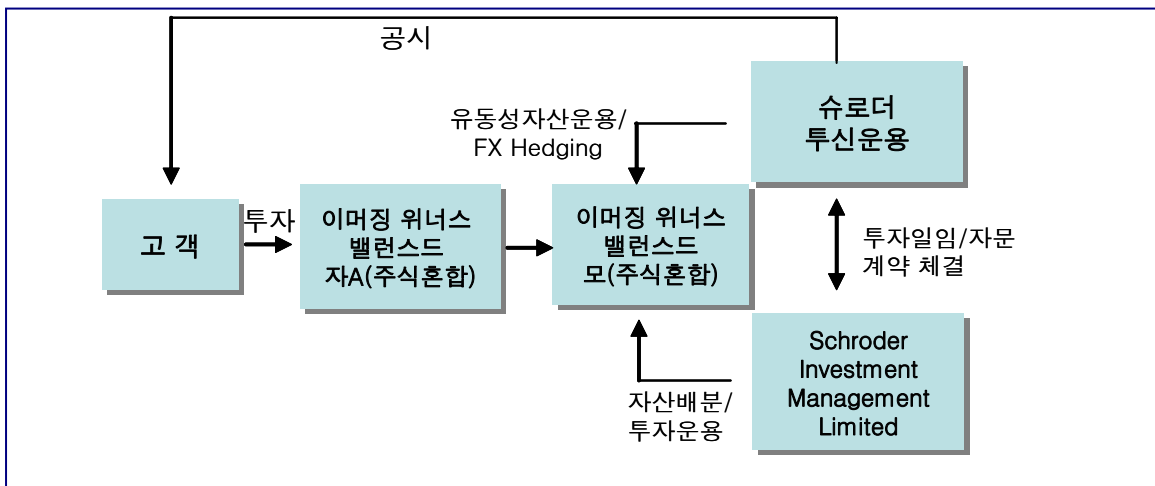 공시
슈로더
투신운용
유동성자산운용/
FX Hedging
고 객
투자
이머징 위너스
밸런스드
자A(주식혼합)
이머징 위너스
밸런스드
모(주식혼합)
투자일임/자문
계약 체결
자산배분/
투자운용
Schroder
Investment
Management
Limited